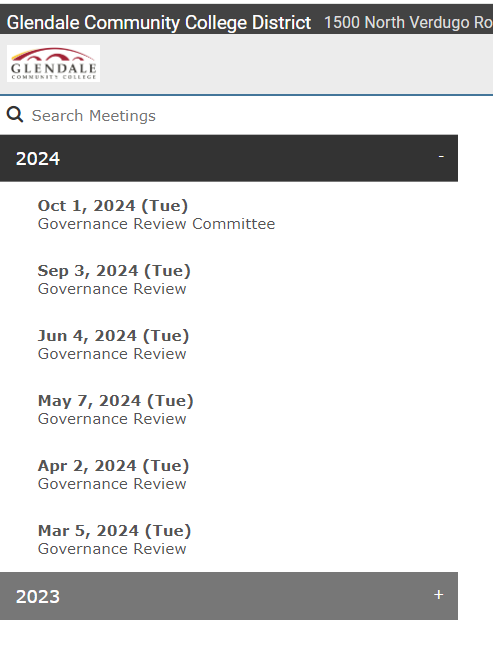 Glendale Community College District 1500 North Verdugo Ro
GLENDALE
COMMUNITY COLLEGE
Search Meetings
2024 -
Oct 1, 2024 (Tue)
Governance Review Committee
Sep 3, 2024 (Tue)
Governance Review
Jun 4, 2024 (Tue)
Governance Review
May 7, 2024 (Tue)
Governance Review
Apr 2, 2024 (Tue)
Governance Review
Mar 5, 2024 (Tue)
Governance Review
2023 +